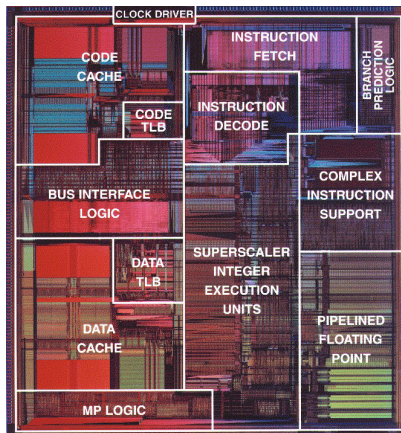 CLOCK DRIVER
CODE
CACHE
CODE
TLB
INSTRUCTION
FETCH
INSTRUCTION
DECODE
BRANCH
PREDICTION
LOGIC
BUS INTERFACE
LOGIC
COMPLEX
INSTRUCTION
SUPPORT
DATA
TLB
SUPERSCALER
INTEGER
EXECUTION
UNITS
DATA
CACHE
PIPELINED
FLOATING
POINT
MP LOGIC